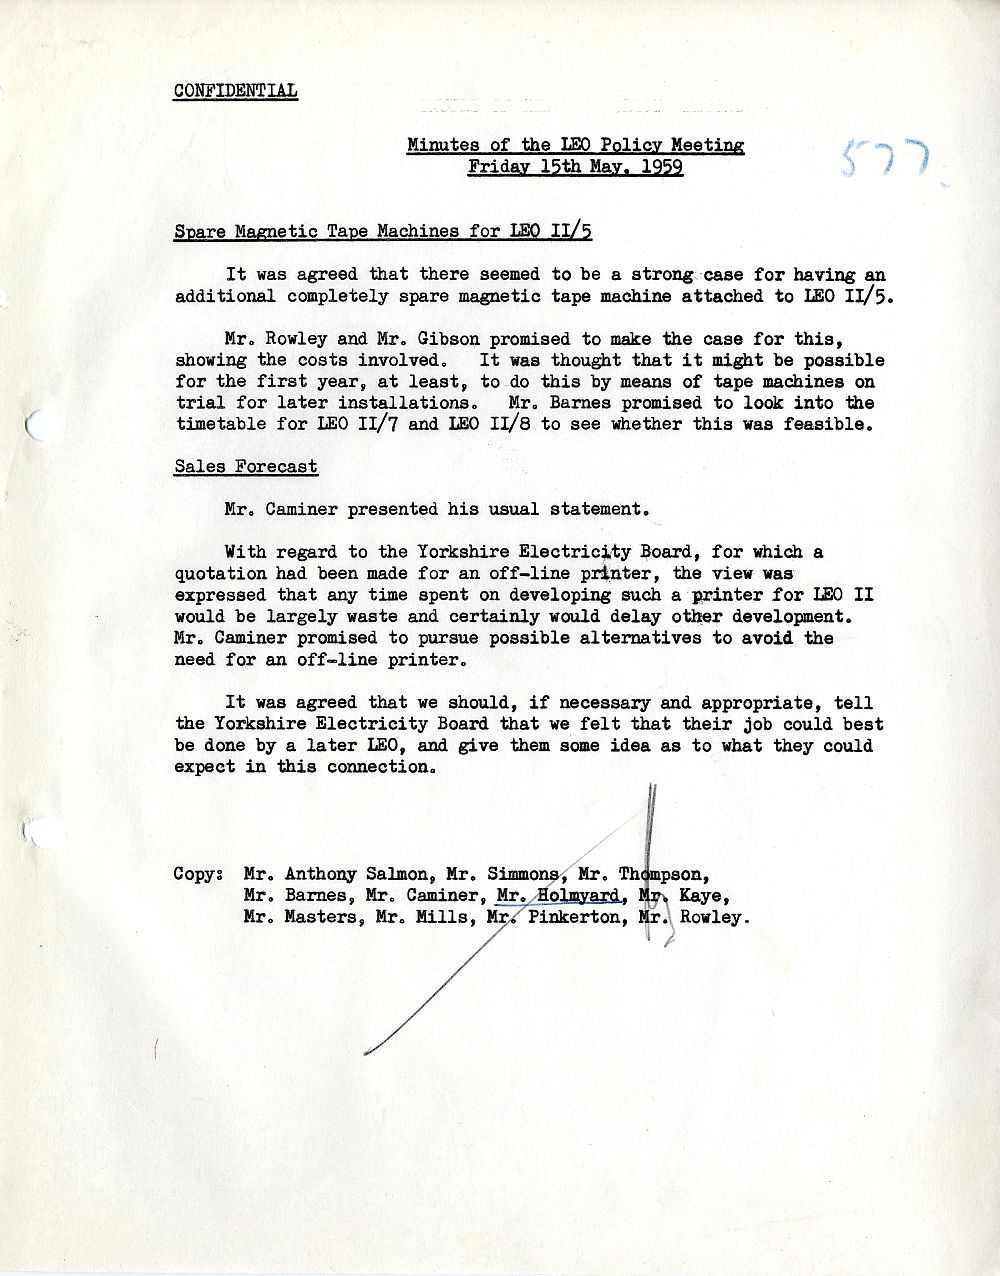 CONFIDENTIAL
Minutes of the LEO Policy Meeting
Friday 15th May, 1959
577.
Spare Magnetic Tape Machines for LEO II/5
It was agreed that there seemed to be a strong case for having an
additional completely spare magnetic tape machine attached to LEO II/5.
Mr. Rowley and Mr. Gibson promised to make the case for this,
showing the costs involved. It was thought that it might be possible
for the first year, at least, to do this by means of tape machines on
trial for later installations. Mr. Barnes promised to look into the
timetable for LEO II/7 and LEO II/8 to see whether this was feasible.
Sales Forecast
Mr. Caminer presented his usual statement.
With regard to the Yorkshire Electricity Board, for which a
quotation had been made for an off-line printer, the view was
expressed that any time spent on developing such a printer for LEO II
would be largely waste and certainly would delay other development.
Mr. Caminer promised to pursue possible alternatives to avoid the
need for an off-line printer.
It was agreed that we should, if necessary and appropriate, tell
the Yorkshire Electricity Board that we felt that their job could best
be done by a later LEO, and give them some idea as to what they could
expect in this connection.
Copy: Mr. Anthony Salmon, Mr. Simmons, Mr. Thompson,
Mr. Barnes, Mr. Caminer, Mr. Holmyard, Mr. Kaye,
Mr. Masters, Mr. Mills, Mr. Pinkerton, Mr. Rowley.